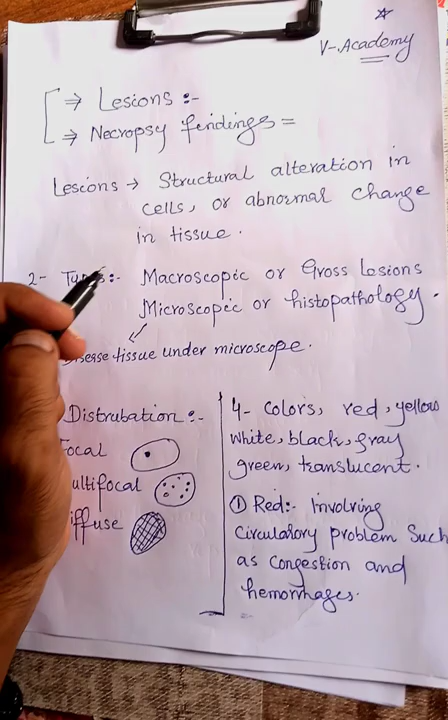 V-Academy
⇒ Lesions :-
⇒ Necropsy findings =
Lesions → Structural alteration in
cells, or abnormal change
in tissue.
2- Types:- Macroscopic or Gross Lesions
Microscopic or histopathology.
isease tissue under microscope.
Distrubation :-
Focal
ultifocal
iffuse
4- Colors, red, yellow
white, black, gray
green, translucent.
① Red:- Involving
Circulatory problem Such
as congestion and
hemorrhages.